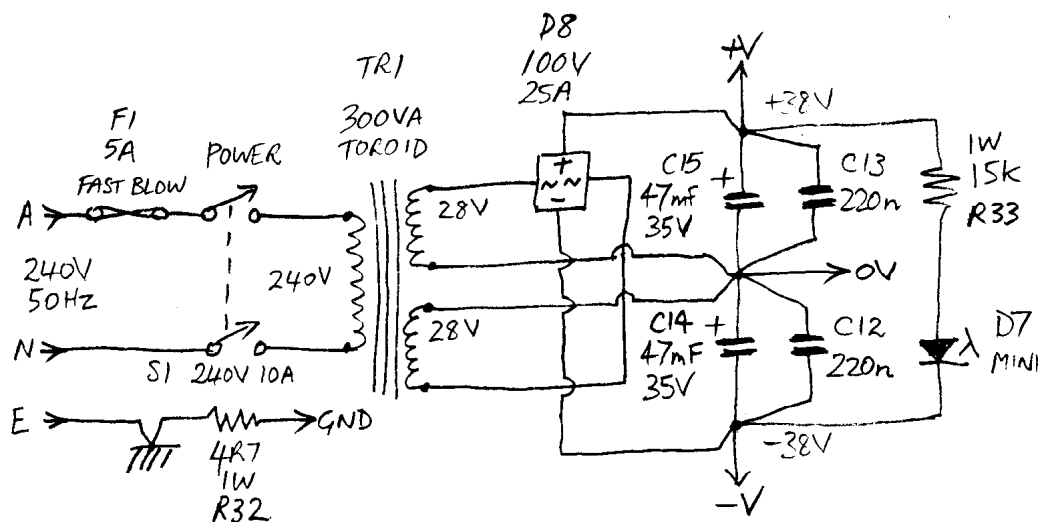 F1
5A
FAST BLOW
POWER
TR1
300VA
TOROID
D8
100V
25A
+
~ ~
-
+V
+38V
A
240V
50HZ
N
240V
28V
28V
S1 240V 10A
E
4R7
1W
R32
GND
C15 +
47mF
35V
C13
220n
1W
15K
R33
0V
C14 +
47mF
35V
C12
220n
D7
MINI
λ
-38V
-V